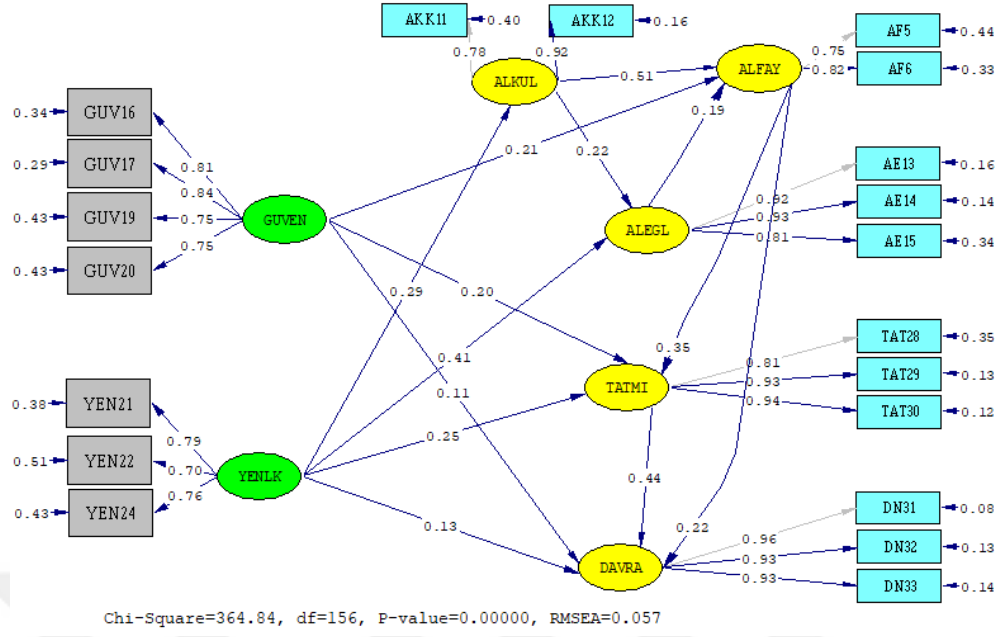 AKK11
0.40
AKK12
0.16
0.78
0.92
ALKUL
0.51
ALFAY
0.75
0.82
AF5
0.44
AF6
0.33
0.34
GUV16
0.29
GUV17
0.43
GUV19
0.43
GUV20
0.81
0.84
0.75
0.75
GUVEN
0.21
0.22
0.19
ALEGL
0.92
0.93
0.81
AE13
0.16
AE14
0.14
AE15
0.34
0.29
0.20
0.41
0.11
0.35
TATMI
0.81
0.93
0.94
TAT28
0.35
TAT29
0.13
TAT30
0.12
0.38
YEN21
0.51
YEN22
0.43
YEN24
0.79
0.70
0.76
YENLK
0.25
0.13
0.44
0.22
DAVRA
0.96
0.93
0.93
DN31
0.08
DN32
0.13
DN33
0.14
Chi-Square=364.84, df=156, P-value=0.00000, RMSEA=0.057